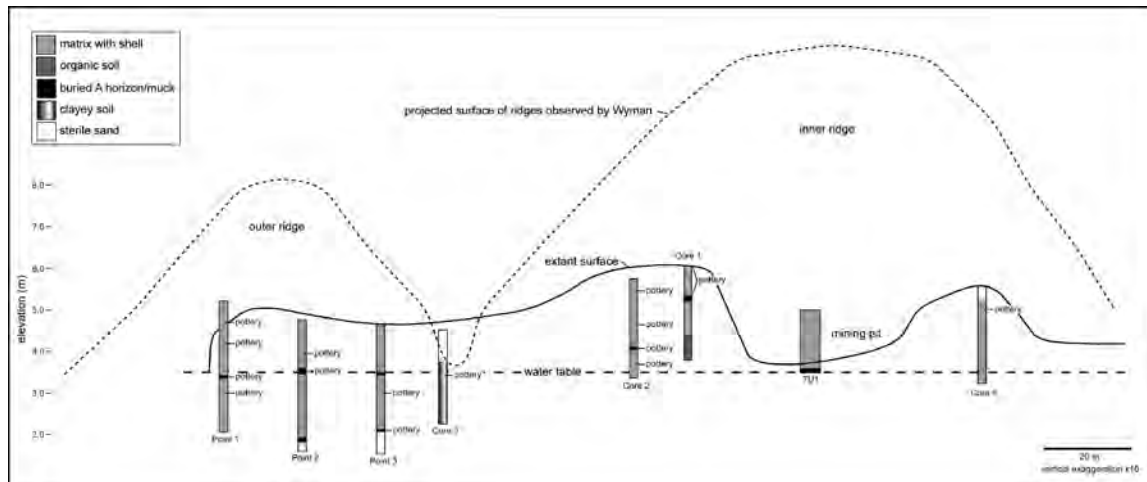 matrix with shell
organic soil
buried A horizon/muck
clayey soil
sterile sand
projected surface of ridges observed by Wyman
inner ridge
outer ridge
elevation (m)
8.0
7.0
6.0
5.0
4.0
3.0
2.0
extant surface
Core 1
pottery
pottery
pottery
pottery
pottery
pottery
Core 2
mining pit
TU1
pottery
Core 4
water table
pottery
pottery
pottery
pottery
Point 1
pottery
pottery
Point 2
pottery
pottery
Point 3
pottery
Core 3
20 m
vertical exaggeration x10